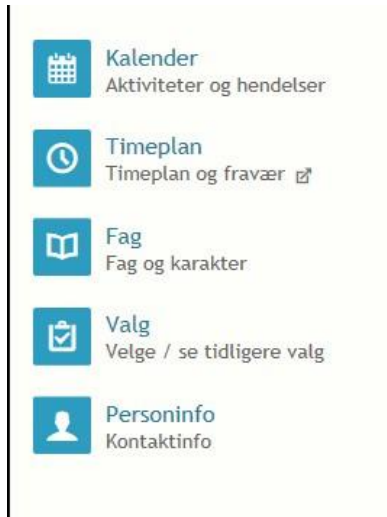 Kalender
Aktiviteter og hendelser
Timeplan
Timeplan og fravær
Fag
Fag og karakter
Valg
Velge / se tidligere valg
Personinfo
Kontaktinfo